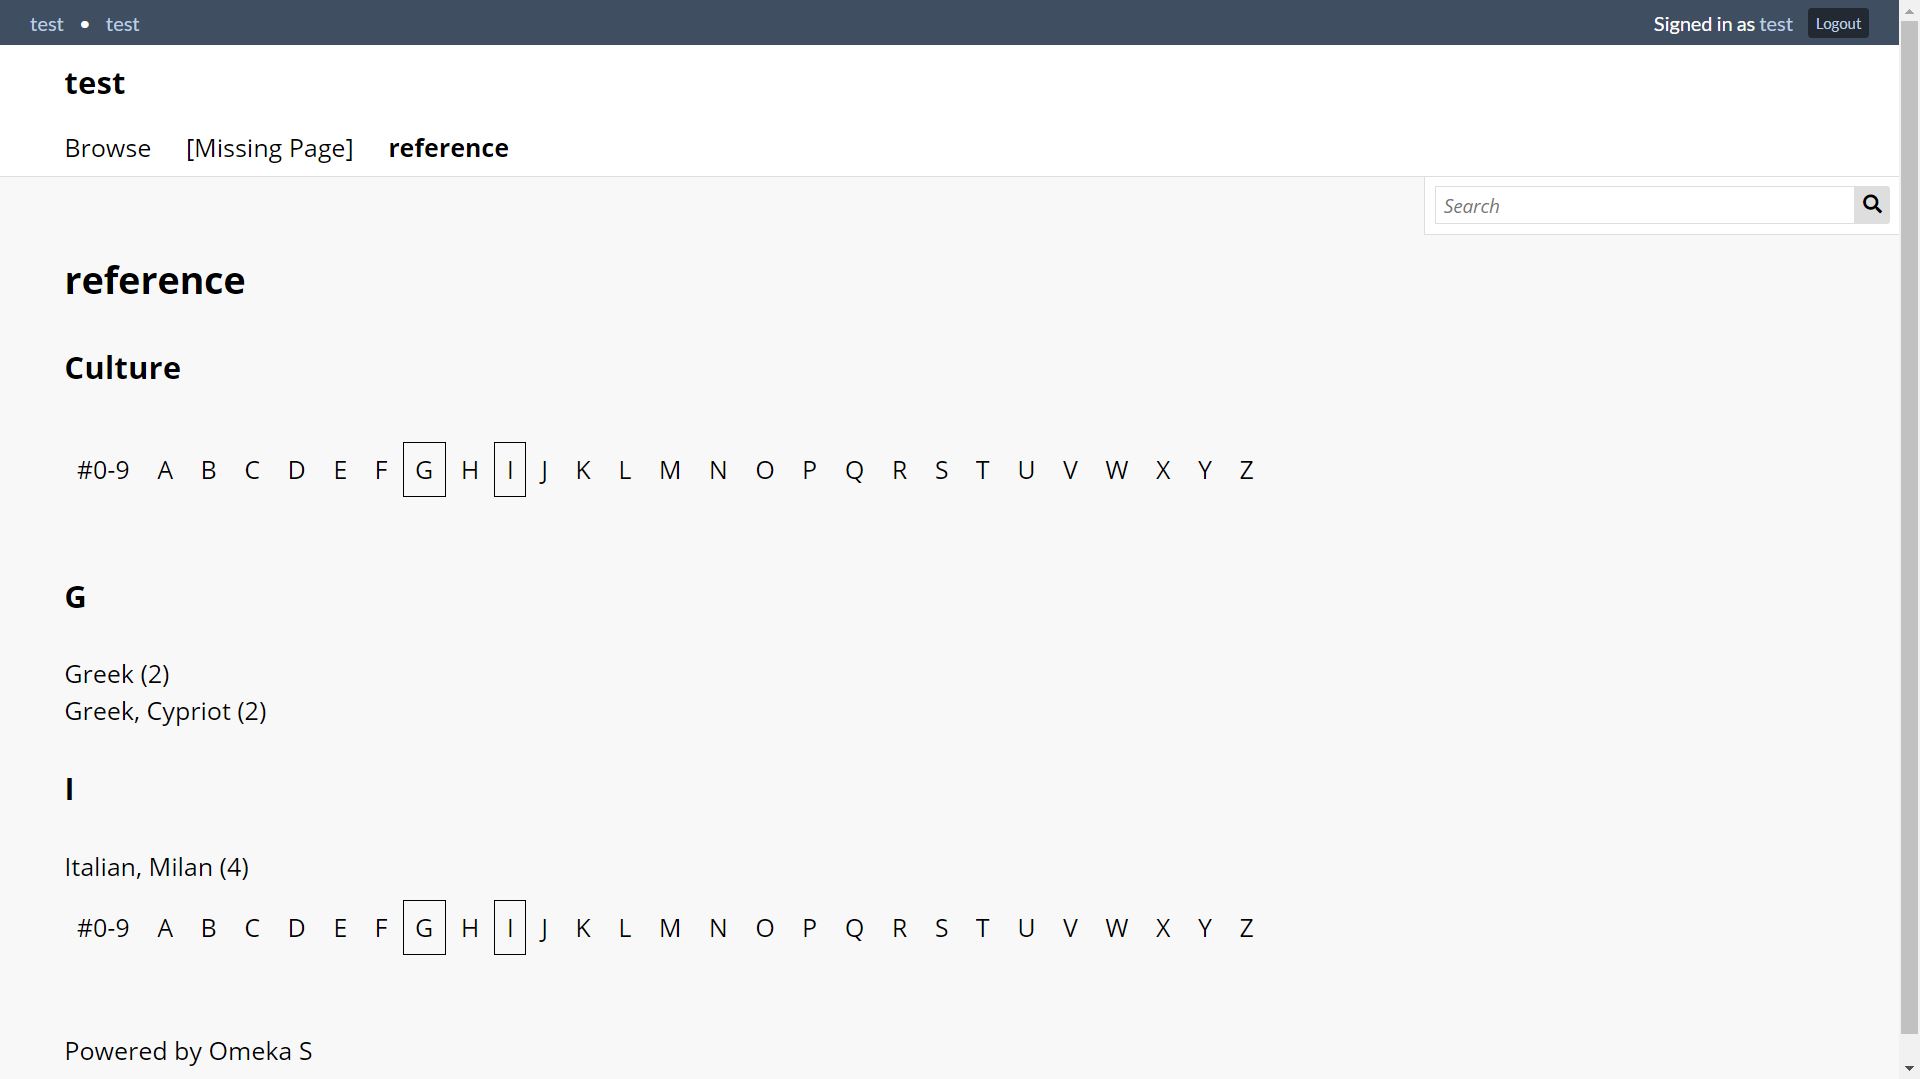 test • test
Signed in as test Logout
test
Browse [Missing Page] reference
Search
reference
Culture
#0-9 A B C D E F G H I J K L M N O P Q R S T U V W X Y Z
G
Greek (2)
Greek, Cypriot (2)
I
Italian, Milan (4)
#0-9 A B C D E F G H I J K L M N O P Q R S T U V W X Y Z
Powered by Omeka S